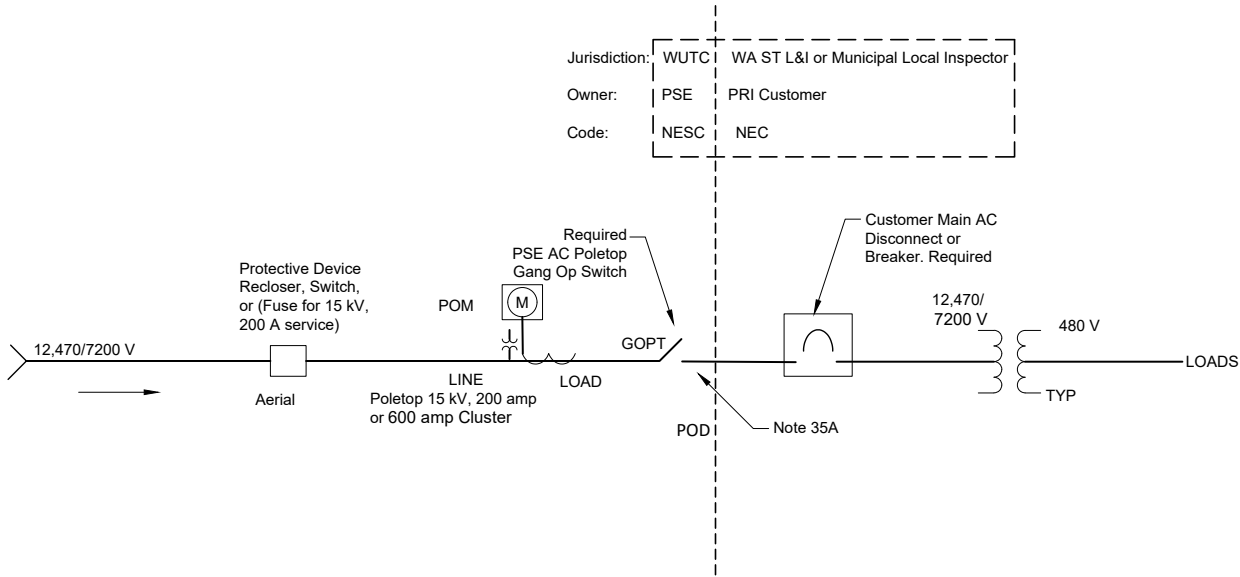 Jurisdiction: WUTC WA ST L&I or Municipal Local Inspector
Owner: PSE PRI Customer
Code: NESC NEC
Customer Main AC
Disconnect or
Breaker. Required
Required
PSE AC Poletop
Gang Op Switch
Protective Device
Recloser, Switch,
or (Fuse for 15 kV,
200 A service)
POM
M
12,470/
7200 V
480 V
GOPT
12,470/7200 V
LOADS
LINE
LOAD
Poletop 15 kV, 200 amp
or 600 amp Cluster
Aerial
TYP
POD
Note 35A